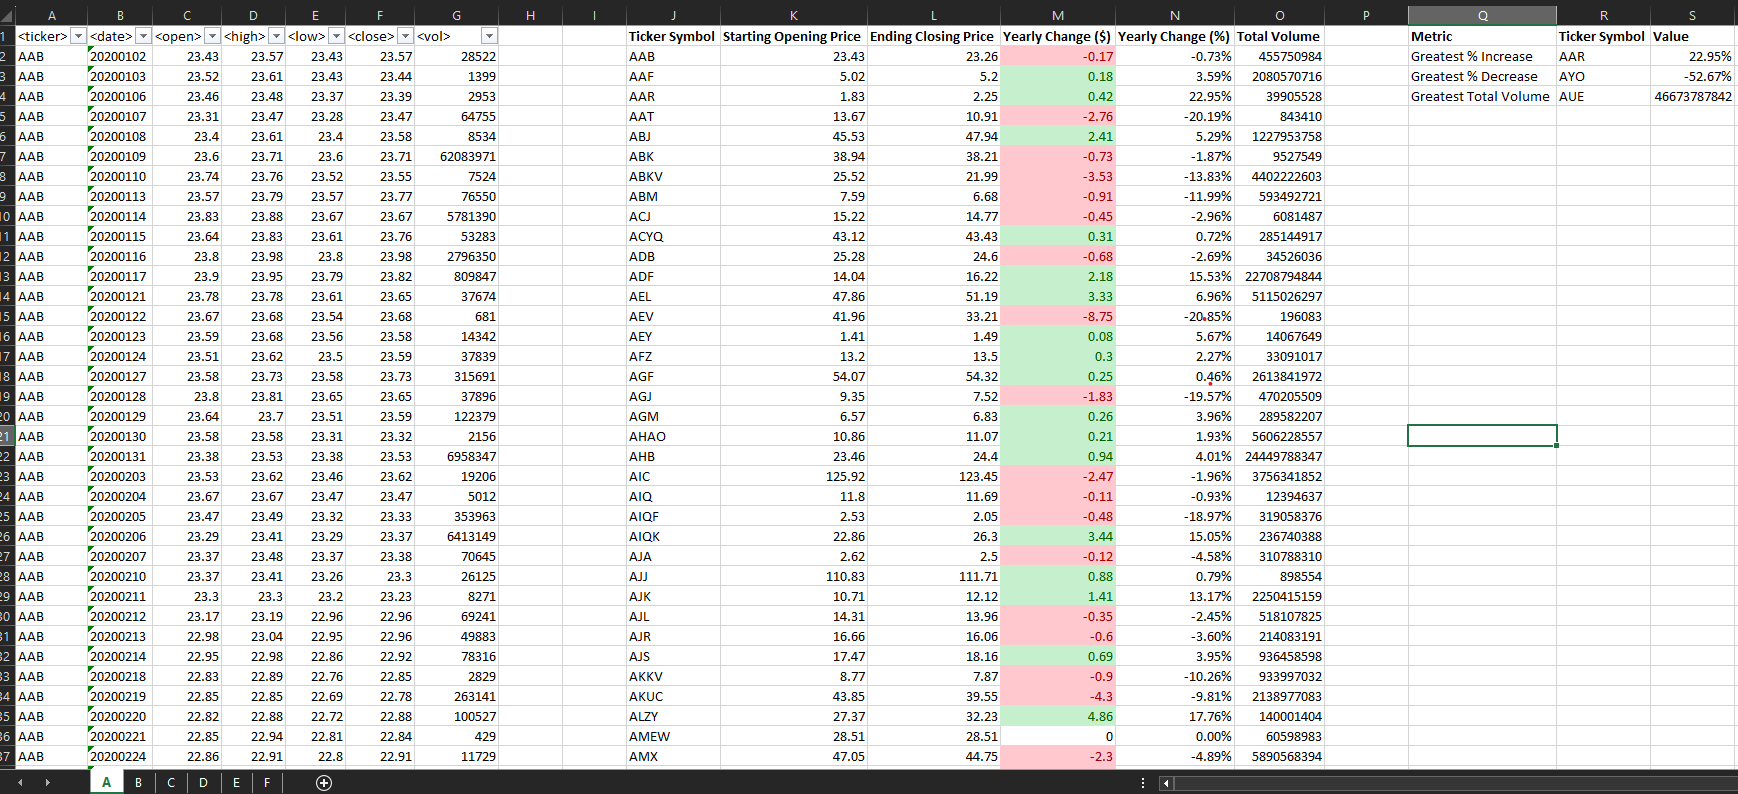 A B C D E F G H I J K L M N O P Q R S
1 <ticker> <date> <open> <high> <low> <close> <vol> Ticker Symbol Starting Opening Price Ending Closing Price Yearly Change ($) Yearly Change (%) Total Volume Metric Ticker Symbol Value
2 AAB 20200102 23.43 23.57 23.43 23.57 28522 AAB 23.43 23.26 -0.17 -0.73% 455750984 Greatest % Increase AAR 22.95%
3 AAB 20200103 23.52 23.61 23.43 23.44 1399 AAF 5.02 5.2 0.18 3.59% 2080570716 Greatest % Decrease AYO -52.67%
4 AAB 20200106 23.46 23.48 23.37 23.39 2953 AAR 1.83 2.25 0.42 22.95% 39905528 Greatest Total Volume AUE 46673787842
5 AAB 20200107 23.31 23.47 23.28 23.47 64755 AAT 13.67 10.91 -2.76 -20.19% 843410
6 AAB 20200108 23.4 23.61 23.4 23.58 8534 ABJ 45.53 47.94 2.41 5.29% 1227953758
7 AAB 20200109 23.6 23.71 23.6 23.71 62083971 ABK 38.94 38.21 -0.73 -1.87% 9527549
8 AAB 20200110 23.74 23.76 23.52 23.55 7524 ABKV 25.52 21.99 -3.53 -13.83% 4402222603
9 AAB 20200113 23.57 23.79 23.57 23.77 76550 ABM 7.59 6.68 -0.91 -11.99% 593492721
10 AAB 20200114 23.83 23.88 23.67 23.67 5781390 ACJ 15.22 14.77 -0.45 -2.96% 6081487
11 AAB 20200115 23.64 23.83 23.61 23.76 53283 ACYQ 43.12 43.43 0.31 0.72% 285144917
12 AAB 20200116 23.8 23.98 23.8 23.98 2796350 ADB 25.28 24.6 -0.68 -2.69% 34526036
13 AAB 20200117 23.9 23.95 23.79 23.82 809847 ADF 14.04 16.22 2.18 15.53% 22708794844
14 AAB 20200121 23.78 23.78 23.61 23.65 37674 AEL 47.86 51.19 3.33 6.96% 5115026297
15 AAB 20200122 23.67 23.68 23.54 23.68 681 AEV 41.96 33.21 -8.75 -20.85% 196083
16 AAB 20200123 23.59 23.68 23.56 23.58 14342 AEY 1.41 1.49 0.08 5.67% 14067649
17 AAB 20200124 23.51 23.62 23.5 23.59 37839 AFZ 13.2 13.5 0.3 2.27% 33091017
18 AAB 20200127 23.58 23.73 23.58 23.73 315691 AGF 54.07 54.32 0.25 0.46% 2613841972
19 AAB 20200128 23.8 23.81 23.65 23.65 37896 AGJ 9.35 7.52 -1.83 -19.57% 470205509
20 AAB 20200129 23.64 23.7 23.51 23.59 122379 AGM 6.57 6.83 0.26 3.96% 289582207
21 AAB 20200130 23.58 23.58 23.31 23.32 2156 AHAO 10.86 11.07 0.21 1.93% 5606228557
22 AAB 20200131 23.38 23.53 23.38 23.53 6958347 AHB 23.46 24.4 0.94 4.01% 24449788347
23 AAB 20200203 23.53 23.62 23.46 23.62 19206 AIC 125.92 123.45 -2.47 -1.96% 3756341852
24 AAB 20200204 23.67 23.67 23.47 23.47 5012 AIQ 11.8 11.69 -0.11 -0.93% 12394637
25 AAB 20200205 23.47 23.49 23.32 23.33 353963 AIQF 2.53 2.05 -0.48 -18.97% 319058376
26 AAB 20200206 23.29 23.41 23.29 23.37 6413149 AIQK 22.86 26.3 3.44 15.05% 236740388
27 AAB 20200207 23.37 23.48 23.37 23.38 70645 AJA 2.62 2.5 -0.12 -4.58% 310788310
28 AAB 20200210 23.37 23.41 23.26 23.3 26125 AJJ 110.83 111.71 0.88 0.79% 898554
29 AAB 20200211 23.3 23.3 23.2 23.23 8271 AJK 10.71 12.12 1.41 13.17% 2250415159
30 AAB 20200212 23.17 23.19 22.96 22.96 69241 AJL 14.31 13.96 -0.35 -2.45% 518107825
31 AAB 20200213 22.98 23.04 22.95 22.96 49883 AJR 16.66 16.06 -0.6 -3.60% 214083191
32 AAB 20200214 22.95 22.98 22.86 22.92 78316 AJS 17.47 18.16 0.69 3.95% 936458598
33 AAB 20200218 22.83 22.89 22.76 22.85 2829 AKKV 8.77 7.87 -0.9 -10.26% 933997032
34 AAB 20200219 22.85 22.85 22.69 22.78 263141 AKUC 43.85 39.55 -4.3 -9.81% 2138977083
35 AAB 20200220 22.82 22.88 22.72 22.88 100527 ALZY 27.37 32.23 4.86 17.76% 140001404
36 AAB 20200221 22.85 22.94 22.81 22.84 429 AMEW 28.51 28.51 0 0.00% 60598983
37 AAB 20200224 22.86 22.91 22.8 22.91 11729 AMX 47.05 44.75 -2.3 -4.89% 5890568394
A B C D E F